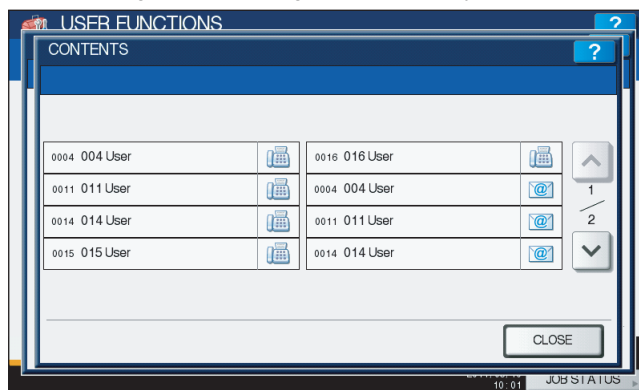 USER FUNCTIONS
?
CONTENTS
?
0004 004 User
0011 011 User
0014 014 User
0015 015 User
0016 016 User
0004 004 User
0011 011 User
0014 014 User
1
2
CLOSE
10:01
JOB STATUS